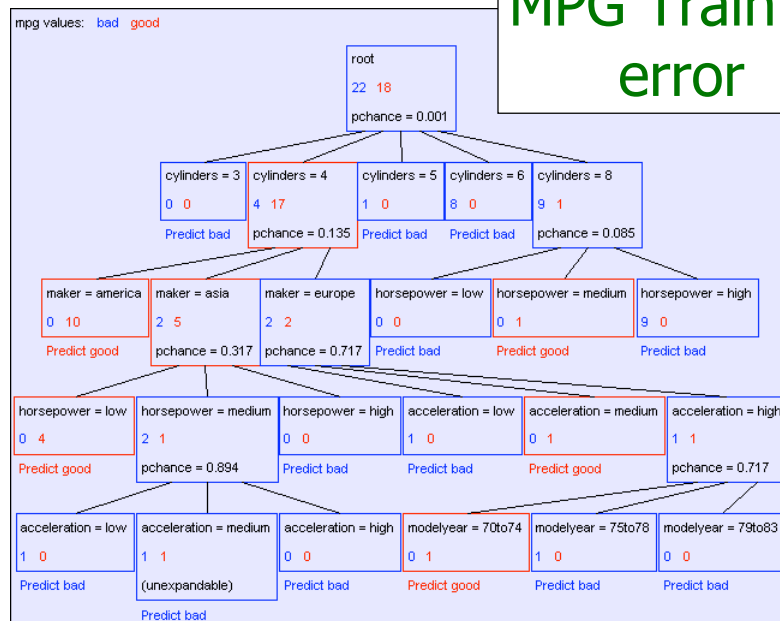 MPG Train
error
mpg values: bad good
root
22 18
pchance = 0.001
cylinders = 3
0 0
Predict bad
cylinders = 4
4 17
pchance = 0.135
cylinders = 5
1 0
Predict bad
cylinders = 6
8 0
Predict bad
cylinders = 8
9 1
pchance = 0.085
maker = america
0 10
Predict good
maker = asia
2 5
pchance = 0.317
maker = europe
2 2
pchance = 0.717
horsepower = low
0 0
Predict bad
horsepower = medium
0 1
Predict good
horsepower = high
9 0
Predict bad
horsepower = low
0 4
Predict good
horsepower = medium
2 1
pchance = 0.894
horsepower = high
0 0
Predict bad
acceleration = low
1 0
Predict bad
acceleration = medium
0 1
Predict good
acceleration = high
1 1
pchance = 0.717
acceleration = low
1 0
Predict bad
acceleration = medium
1 1
(unexpandable)
Predict bad
acceleration = high
0 0
Predict bad
modelyear = 70to74
0 1
Predict good
modelyear = 75to78
1 0
Predict bad
modelyear = 79to83
0 0
Predict bad